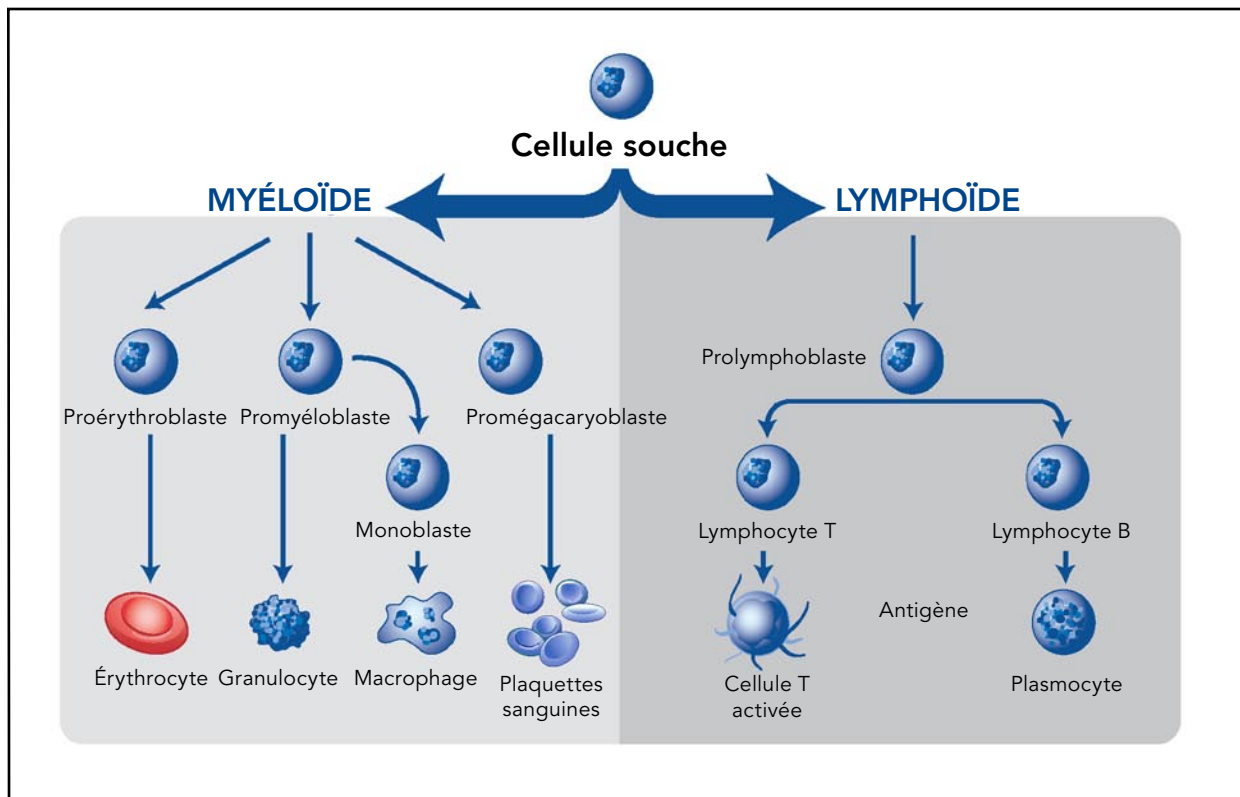 Cellule souche
MYÉLOÏDE
LYMPHOÏDE
Prolymphoblaste
Proérythroblaste
Promyéloblaste
Promégacaryoblaste
Monoblaste
Lymphocyte T
Lymphocyte B
Antigène
Érythrocyte
Granulocyte
Macrophage
Plaquettes
sanguines
Cellule T
activée
Plasmocyte